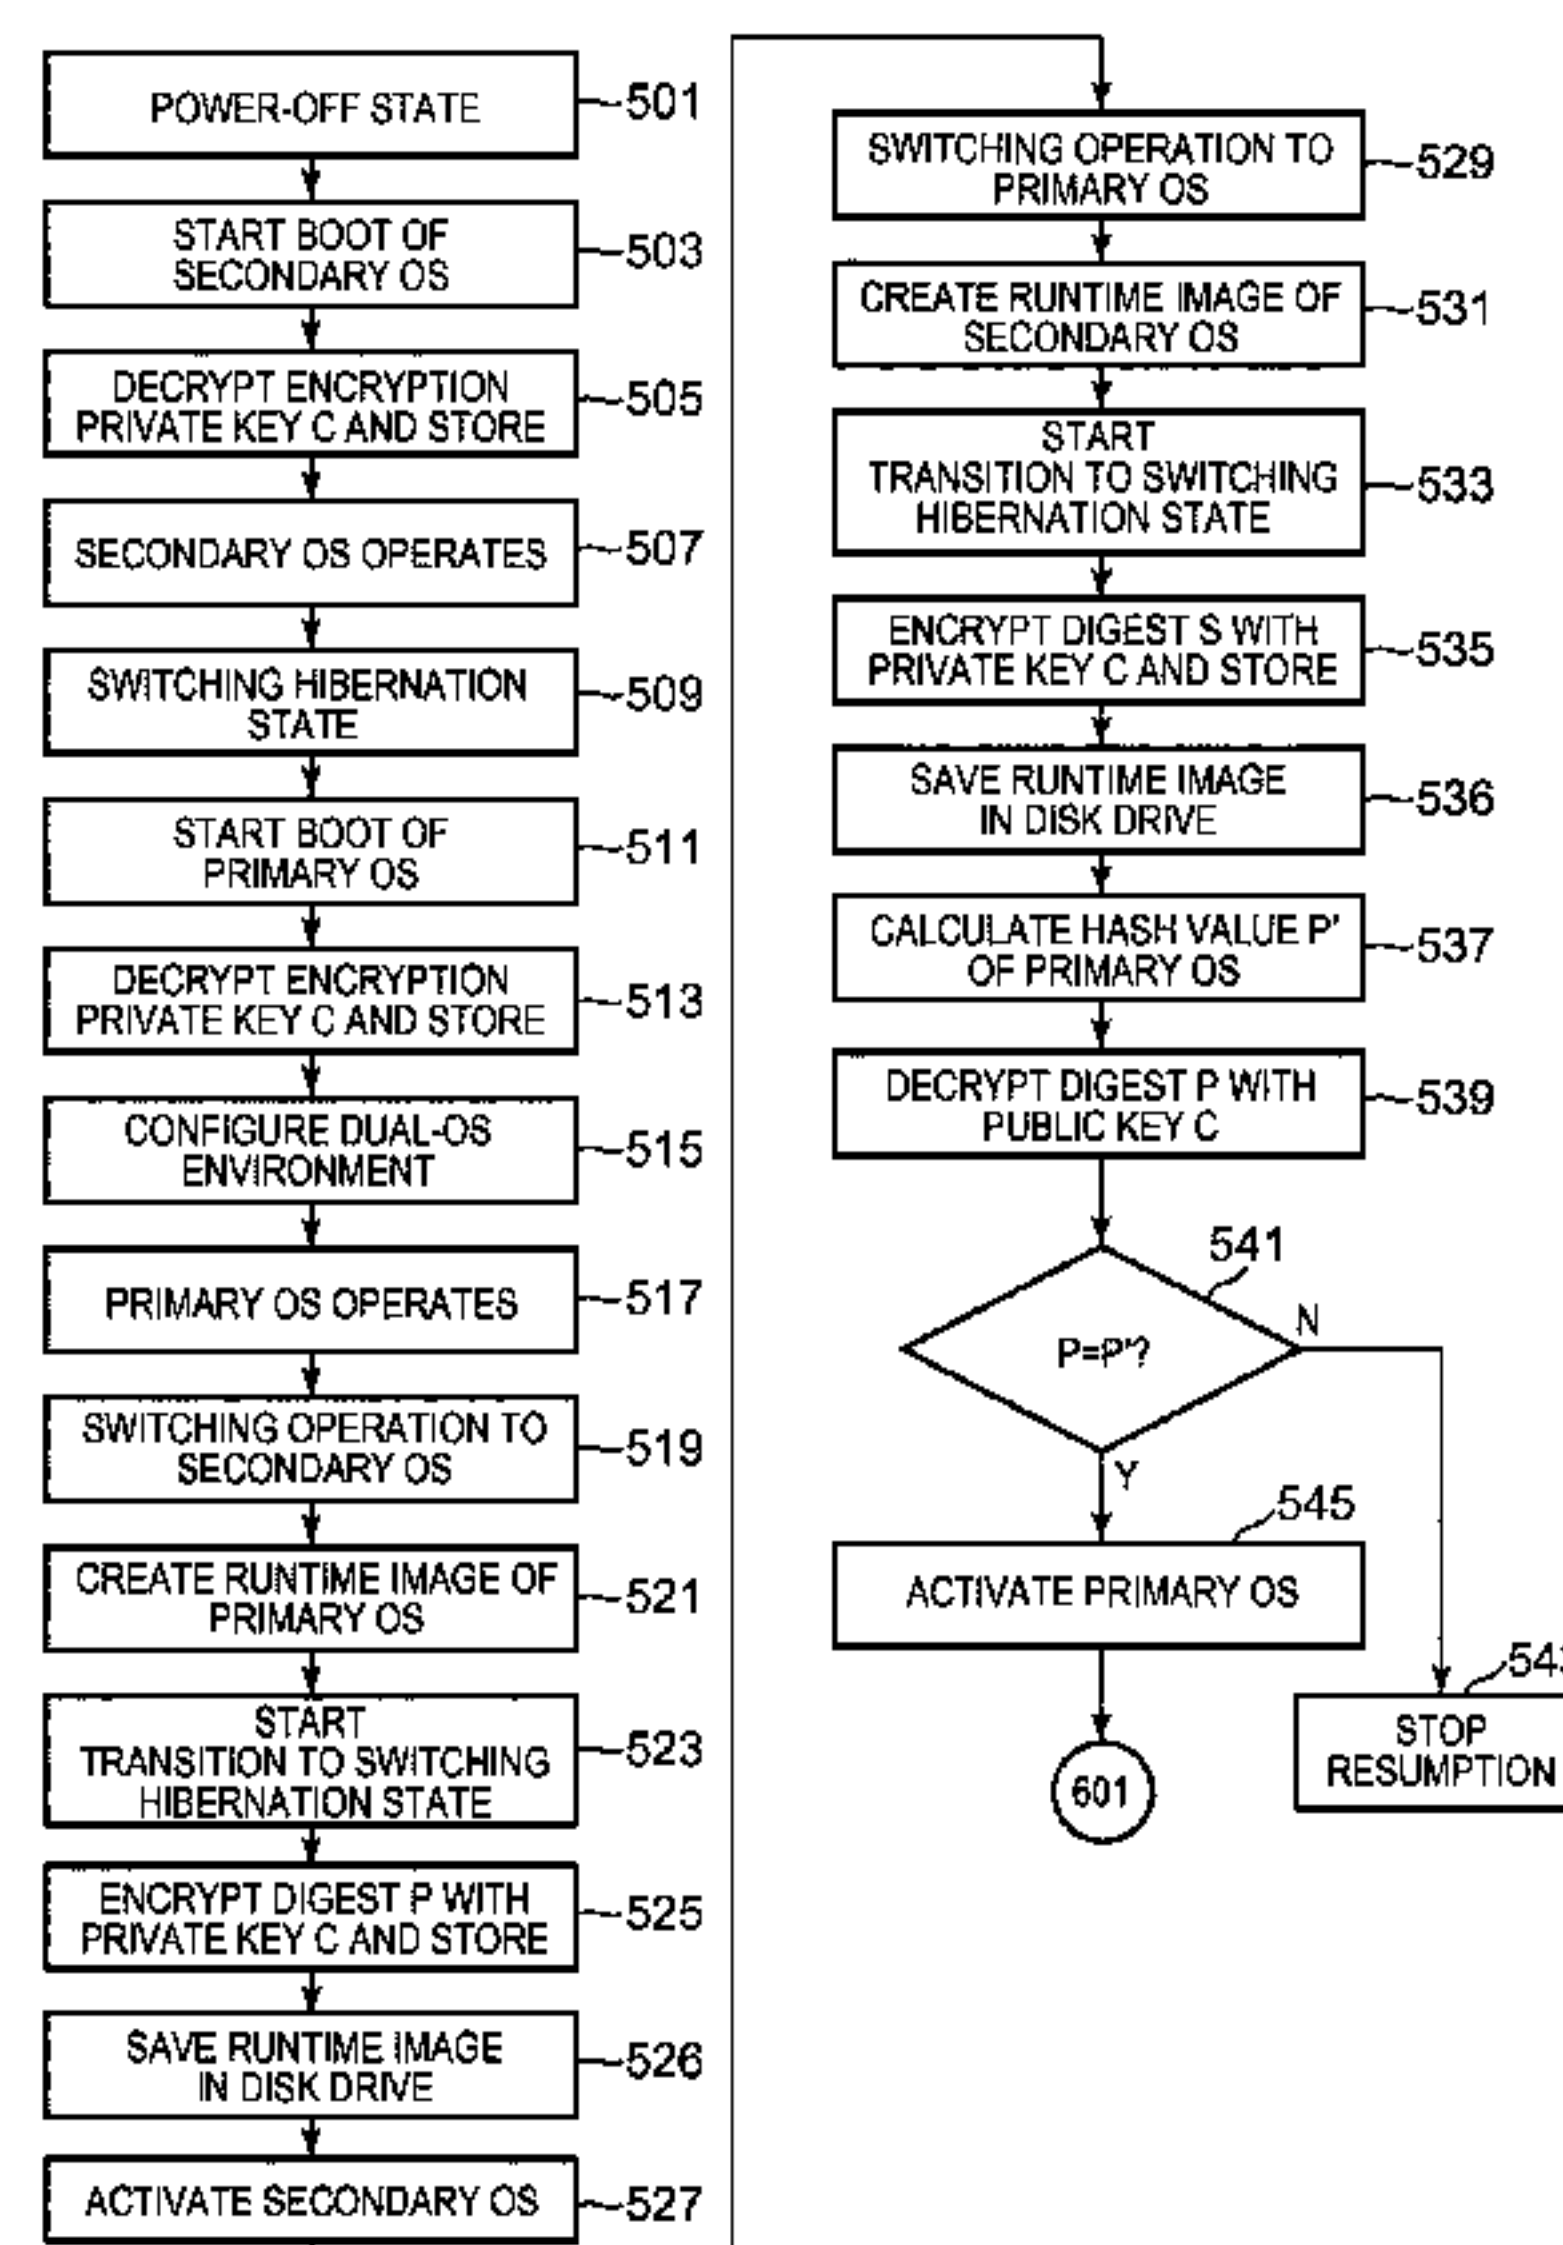 POWER-OFF STATE
501
START BOOT OF
SECONDARY OS
503
DECRYPT ENCRYPTION
PRIVATE KEY C AND STORE
505
SECONDARY OS OPERATES
507
SWITCHING HIBERNATION
STATE
509
START BOOT OF
PRIMARY OS
511
DECRYPT ENCRYPTION
PRIVATE KEY C AND STORE
513
CONFIGURE DUAL-OS
ENVIRONMENT
515
PRIMARY OS OPERATES
517
SWITCHING OPERATION TO
SECONDARY OS
519
CREATE RUNTIME IMAGE OF
PRIMARY OS
521
START
TRANSITION TO SWITCHING
HIBERNATION STATE
523
ENCRYPT DIGEST P WITH
PRIVATE KEY C AND STORE
525
SAVE RUNTIME IMAGE
IN DISK DRIVE
526
ACTIVATE SECONDARY OS
527
SWITCHING OPERATION TO
PRIMARY OS
529
CREATE RUNTIME IMAGE OF
SECONDARY OS
531
START
TRANSITION TO SWITCHING
HIBERNATION STATE
533
ENCRYPT DIGEST S WITH
PRIVATE KEY C AND STORE
535
SAVE RUNTIME IMAGE
IN DISK DRIVE
536
CALCULATE HASH VALUE P'
OF PRIMARY OS
537
DECRYPT DIGEST P WITH
PUBLIC KEY C
539
541
P=P'?
N
Y
545
ACTIVATE PRIMARY OS
601
STOP
RESUMPTION